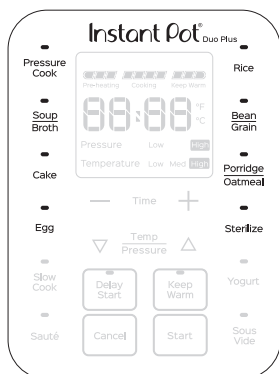 Instant Pot® Duo Plus
Pressure Cook
Rice
Pre-heating Cooking Keep Warm
88:88 °F °C
Soup Broth
Bean Grain
Pressure Low High
Temperature Low Med High
Cake
Porridge Oatmeal
— Time +
Egg
Sterilize
Temp Pressure
Slow Cook
Delay Start
Keep Warm
Yogurt
Sauté
Cancel
Start
Sous Vide